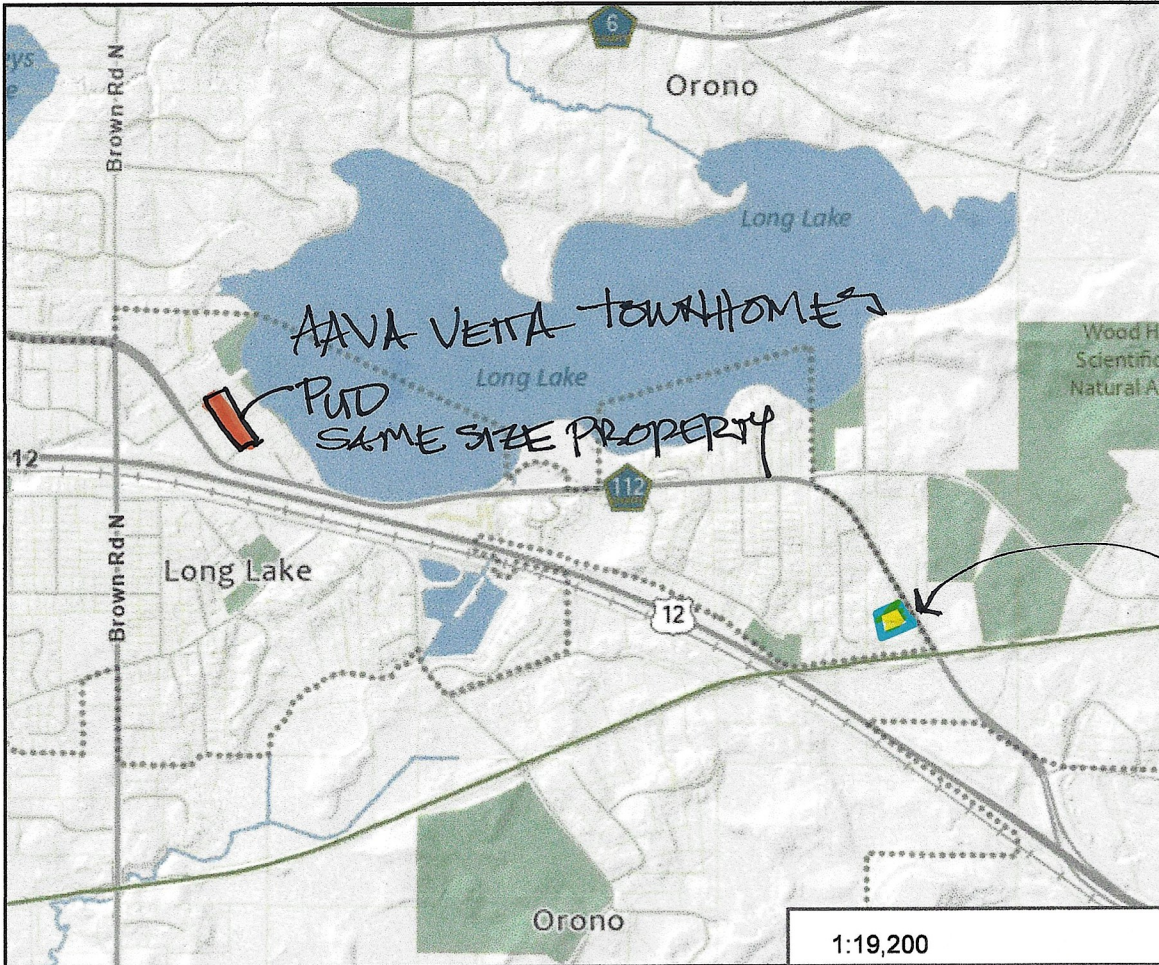 6
Orono
eys
e
Brown Rd N
Long Lake
AAVA VETTA TOWNHOMES
Wood H
Scientific
Natural A
Long Lake
PUD
SAME SIZE PROPERTY
12
112
Brown Rd N
Long Lake
12
Orono
1:19,200